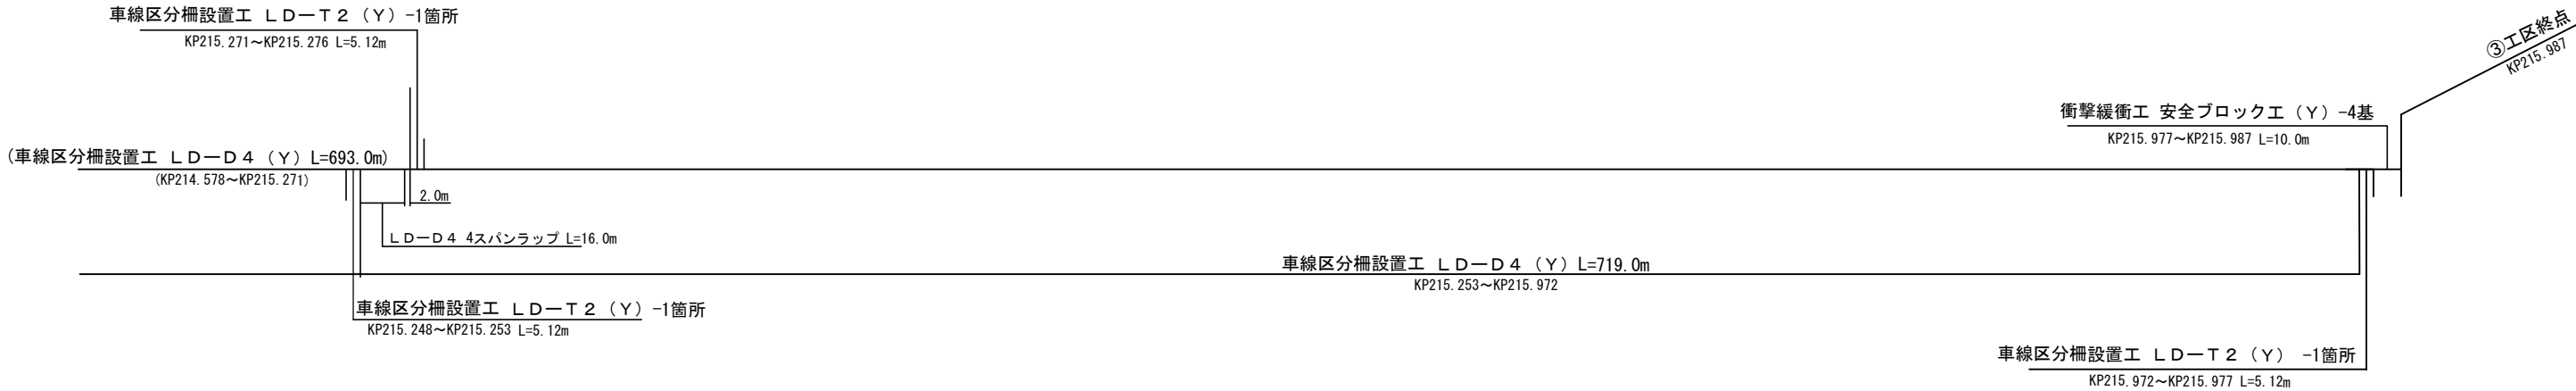 車線区分柵設置工 ＬＤ－Ｔ２（Ｙ）-1箇所
KP215.271～KP215.276 L=5.12m
③工区終点
KP215.987
衝撃緩衝工 安全ブロック工（Ｙ）-4基
KP215.977～KP215.987 L=10.0m
(車線区分柵設置工 ＬＤ－Ｄ４（Ｙ）L=693.0m)
(KP214.578～KP215.271)
2.0m
ＬＤ－Ｄ４ 4スパンラップ L=16.0m
車線区分柵設置工 ＬＤ－Ｄ４（Ｙ）L=719.0m
KP215.253～KP215.972
車線区分柵設置工 ＬＤ－Ｔ２（Ｙ）-1箇所
KP215.248～KP215.253 L=5.12m
車線区分柵設置工 ＬＤ－Ｔ２（Ｙ） -1箇所
KP215.972～KP215.977 L=5.12m